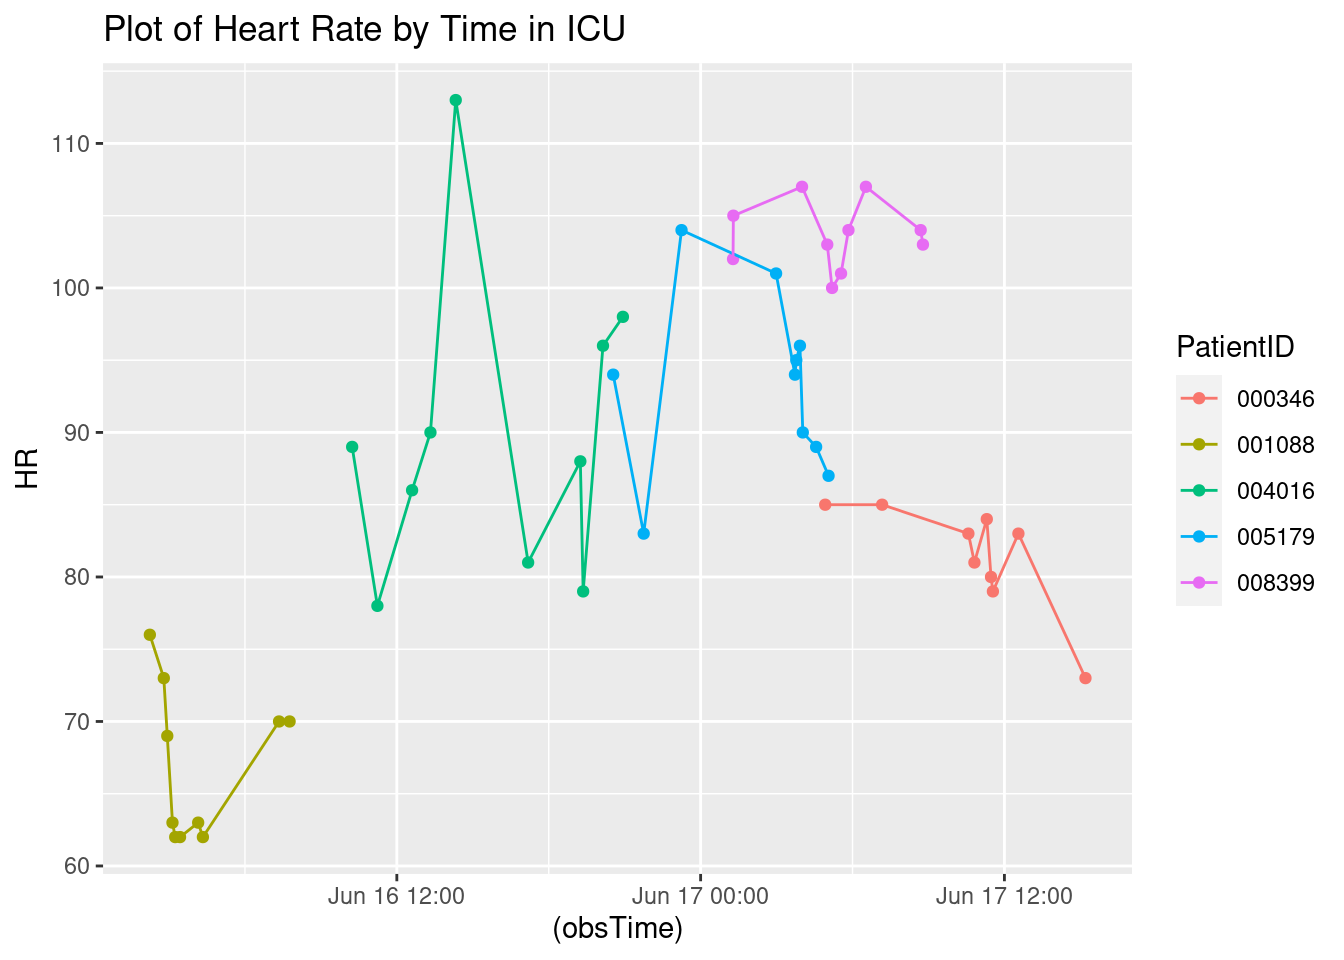 Plot of Heart Rate by Time in ICU
110
100
90
80
70
60
HR
Jun 16 12:00
Jun 17 00:00
Jun 17 12:00
(obsTime)
PatientID
000346
001088
004016
005179
008399